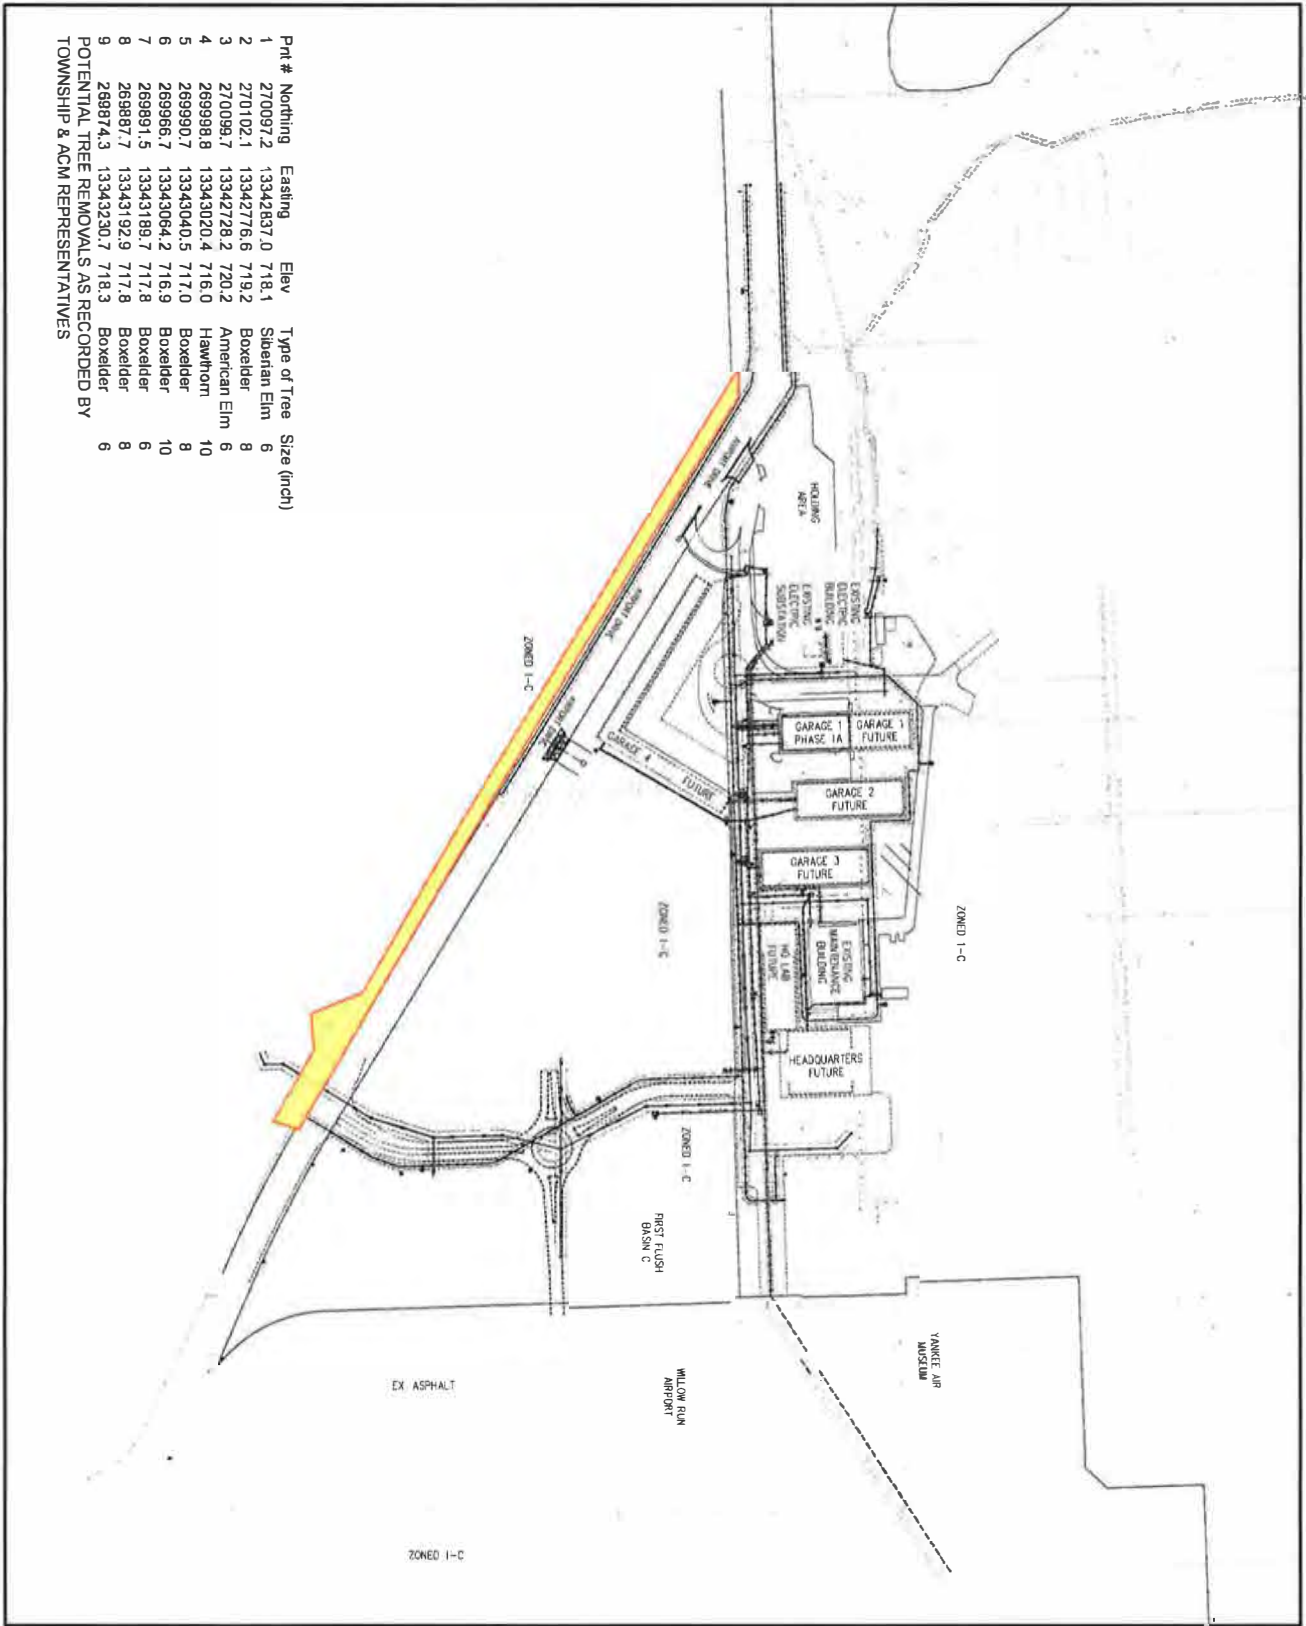 Pnt # Northing Easting Elev Type of Tree Size (inch)
1 270097.2 13342837.0 718.1 Siberian Elm 6
2 270102.1 13342776.6 719.2 Boxelder 8
3 270099.7 13342728.2 720.2 American Elm 6
4 269998.8 13343020.4 716.0 Hawthorn 10
5 269990.7 13343040.5 717.0 Boxelder 8
6 269966.7 13343064.2 716.9 Boxelder 10
7 269891.5 13343189.7 717.8 Boxelder 6
8 269887.7 13343192.9 717.8 Boxelder 8
9 269874.3 13343230.7 718.3 Boxelder 6
POTENTIAL TREE REMOVALS AS RECORDED BY
TOWNSHIP & ACM REPRESENTATIVES
HOLDING
AREA
AIRPORT DRIVE
AIRPORT DRIVE
AIRPORT DRIVE
EXISTING
ELECTRIC
BUILDING
EXISTING
ELECTRIC
SUBSTATION
ZONED I-C
GARAGE 1
PHASE 1A
GARAGE 1
FUTURE
GARAGE 4
FUTURE
GARAGE 2
FUTURE
GARAGE 3
FUTURE
ZONED I-C
ZONED I-C
HQ LAB
FUTURE
EXISTING
MAINTENANCE
BUILDING
HEADQUARTERS
FUTURE
ZONED I-C
FIRST FLUSH
BASIN C
YANKEE AIR
MUSEUM
WILLOW RUN
AIRPORT
EX ASPHALT
ZONED I-C